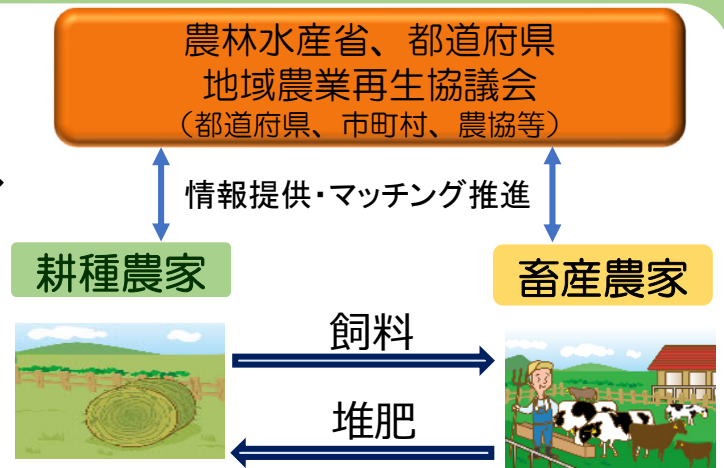 農林水産省、都道府県
地域農業再生協議会
（都道府県、市町村、農協等）
情報提供・マッチング推進
耕種農家
畜産農家
飼料
堆肥